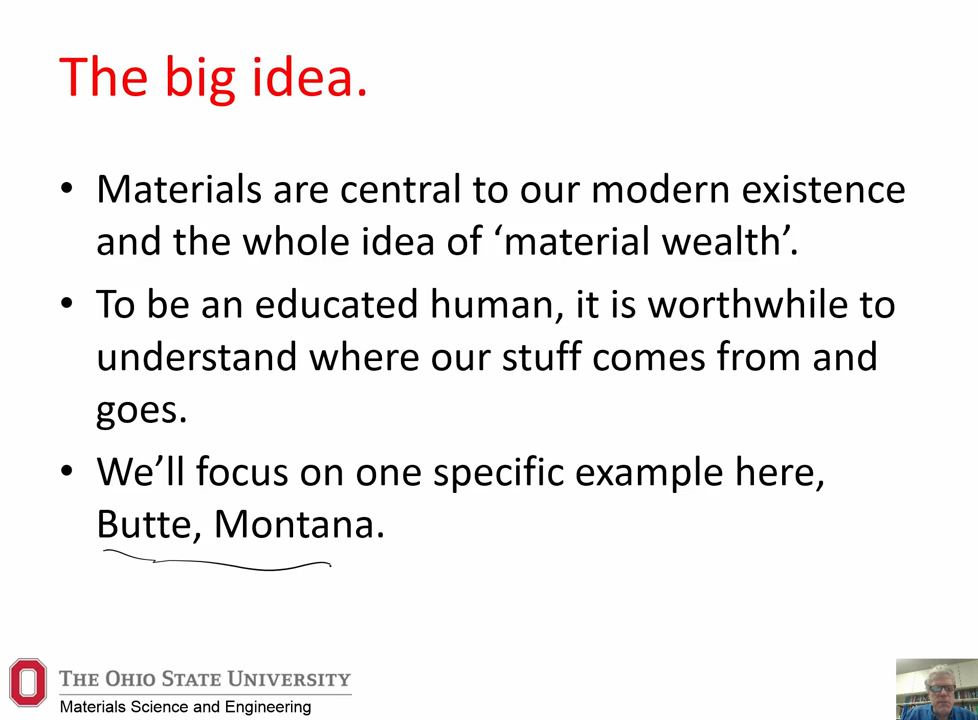 The big idea.
• Materials are central to our modern existence
and the whole idea of ‘material wealth’.
• To be an educated human, it is worthwhile to
understand where our stuff comes from and
goes.
• We’ll focus on one specific example here,
Butte, Montana.
THE OHIO STATE UNIVERSITY
Materials Science and Engineering